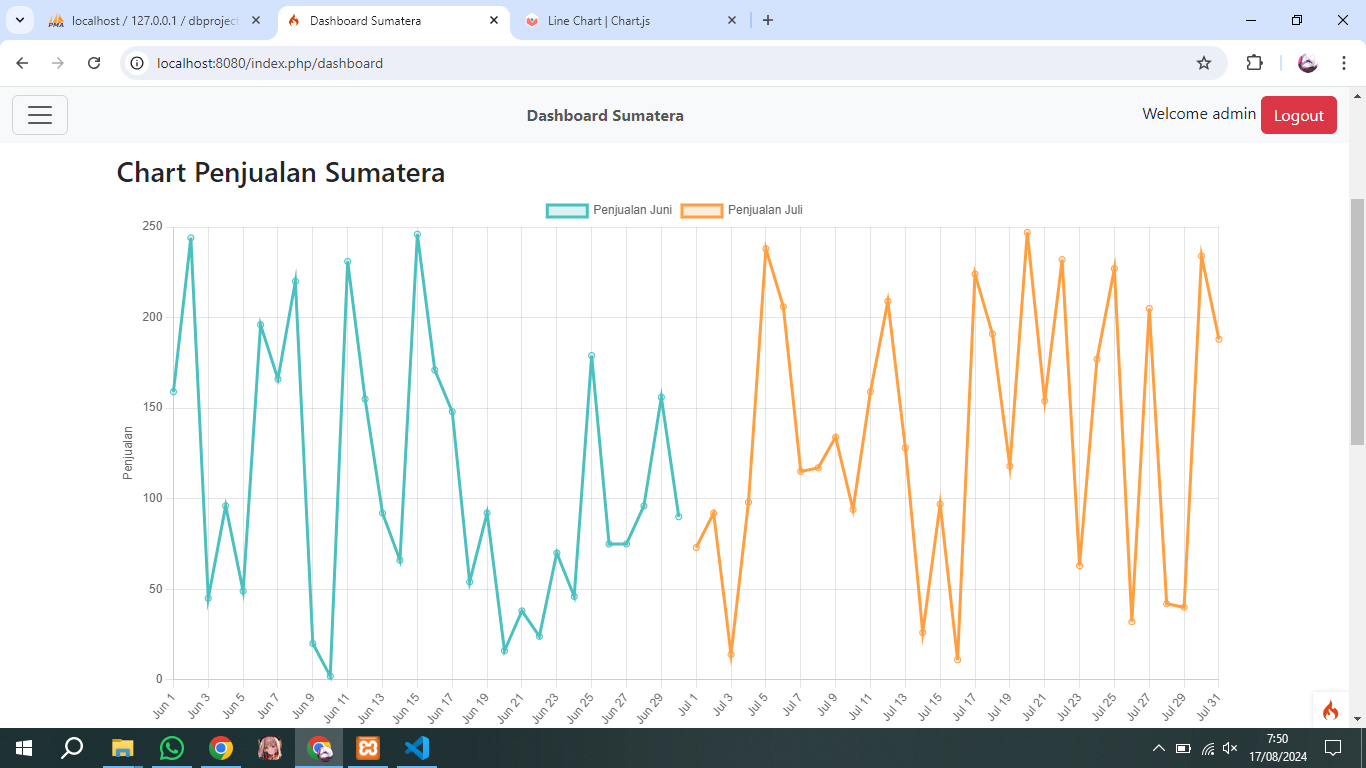 localhost / 127.0.0.1 / dbproject
Dashboard Sumatera
Line Chart | Chart.js
localhost:8080/index.php/dashboard
Dashboard Sumatera
Welcome admin
Logout
Chart Penjualan Sumatera
Penjualan Juni
Penjualan Juli
250
200
150
100
50
0
Penjualan
Jun 1
Jun 3
Jun 5
Jun 7
Jun 9
Jun 11
Jun 13
Jun 15
Jun 17
Jun 19
Jun 21
Jun 23
Jun 25
Jun 27
Jun 29
Jul 1
Jul 3
Jul 5
Jul 7
Jul 9
Jul 11
Jul 13
Jul 15
Jul 17
Jul 19
Jul 21
Jul 23
Jul 25
Jul 27
Jul 29
Jul 31
7:50
17/08/2024